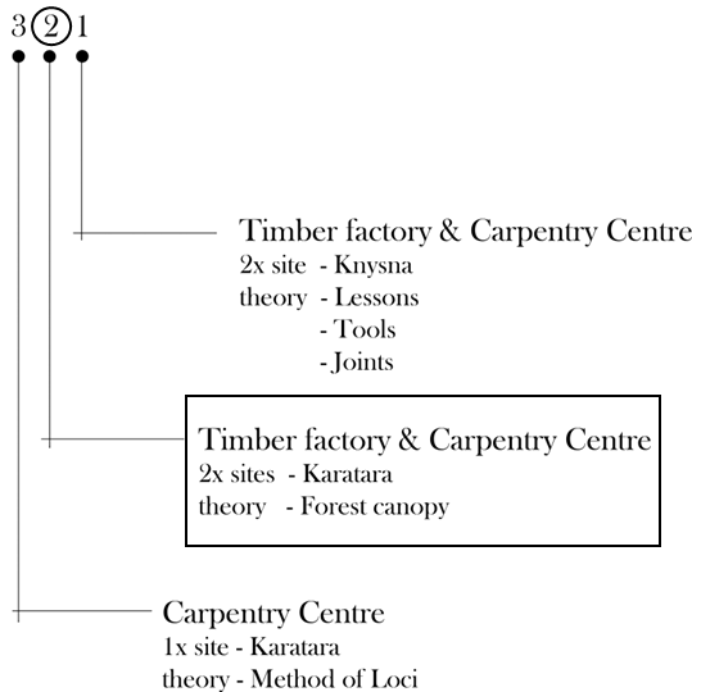 3 2 1
Timber factory & Carpentry Centre
2x site - Knysna
theory - Lessons
- Tools
- Joints
Timber factory & Carpentry Centre
2x sites - Karatara
theory - Forest canopy
Carpentry Centre
1x site - Karatara
theory - Method of Loci